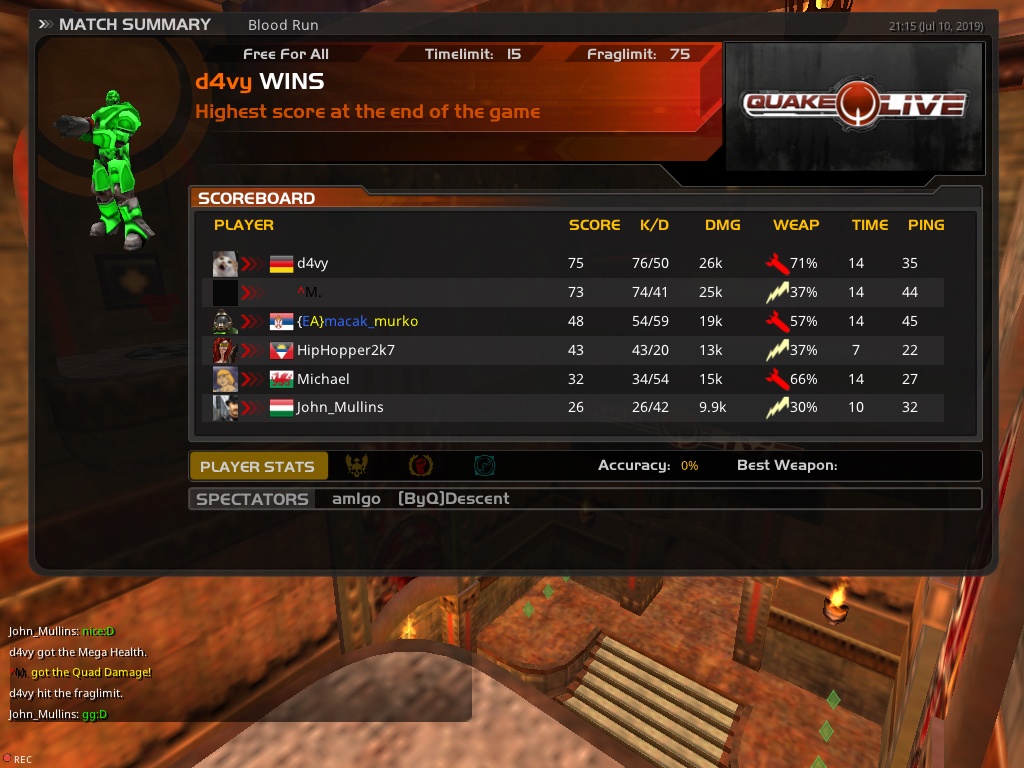 MATCH SUMMARY Blood Run 21:15 (Jul 10, 2019)
Free For All Timelimit: 15 Fraglimit: 75
d4vy WINS
Highest score at the end of the game
QUAKE LIVE
SCOREBOARD
PLAYER SCORE K/D DMG WEAP TIME PING
d4vy 75 76/50 26k 71% 14 35
^M. 73 74/41 25k 37% 14 44
{EA}macak_murko 48 54/59 19k 57% 14 45
HipHopper2k7 43 43/20 13k 37% 7 22
Michael 32 34/54 15k 66% 14 27
John_Mullins 26 26/42 9.9k 30% 10 32
PLAYER STATS Accuracy: 0% Best Weapon:
SPECTATORS am1go [ByQ]Descent
John_Mullins: nice:D
d4vy got the Mega Health.
^M. got the Quad Damage!
d4vy hit the fraglimit.
John_Mullins: gg:D
REC